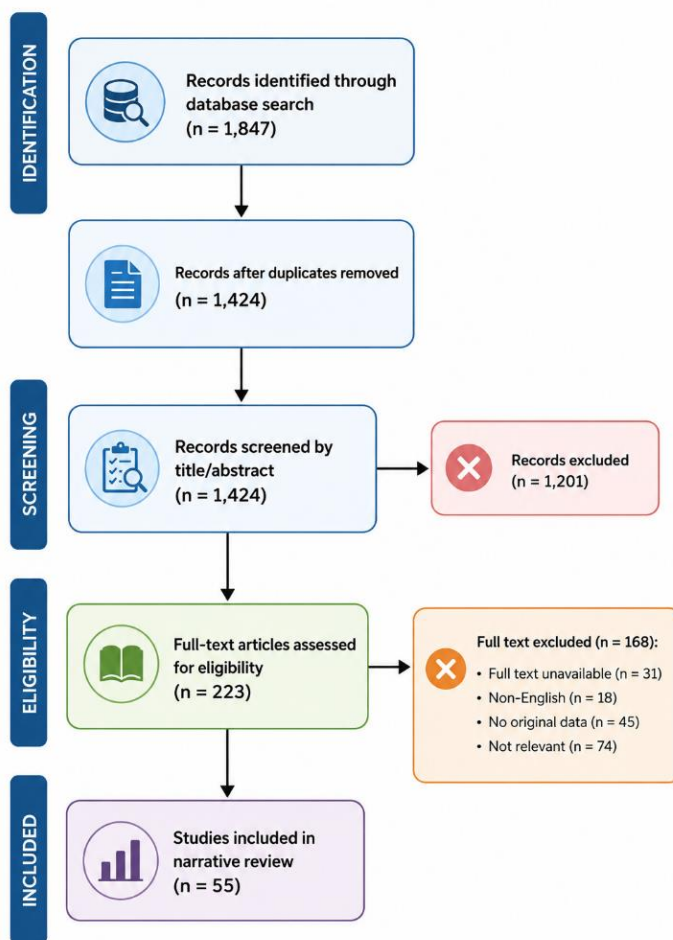 IDENTIFICATION
Records identified through
database search
(n = 1,847)
Records after duplicates removed
(n = 1,424)
SCREENING
Records screened by
title/abstract
(n = 1,424)
Records excluded
(n = 1,201)
ELIGIBILITY
Full-text articles assessed
for eligibility
(n = 223)
Full text excluded (n = 168):
• Full text unavailable (n = 31)
• Non-English (n = 18)
• No original data (n = 45)
• Not relevant (n = 74)
INCLUDED
Studies included in
narrative review
(n = 55)